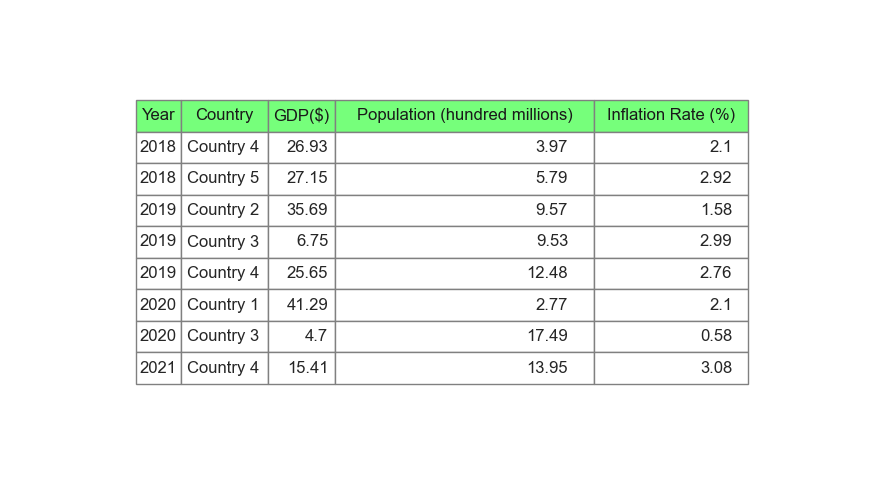 Year Country GDP($) Population (hundred millions) Inflation Rate (%)
2018 Country 4 26.93 3.97 2.1
2018 Country 5 27.15 5.79 2.92
2019 Country 2 35.69 9.57 1.58
2019 Country 3 6.75 9.53 2.99
2019 Country 4 25.65 12.48 2.76
2020 Country 1 41.29 2.77 2.1
2020 Country 3 4.7 17.49 0.58
2021 Country 4 15.41 13.95 3.08